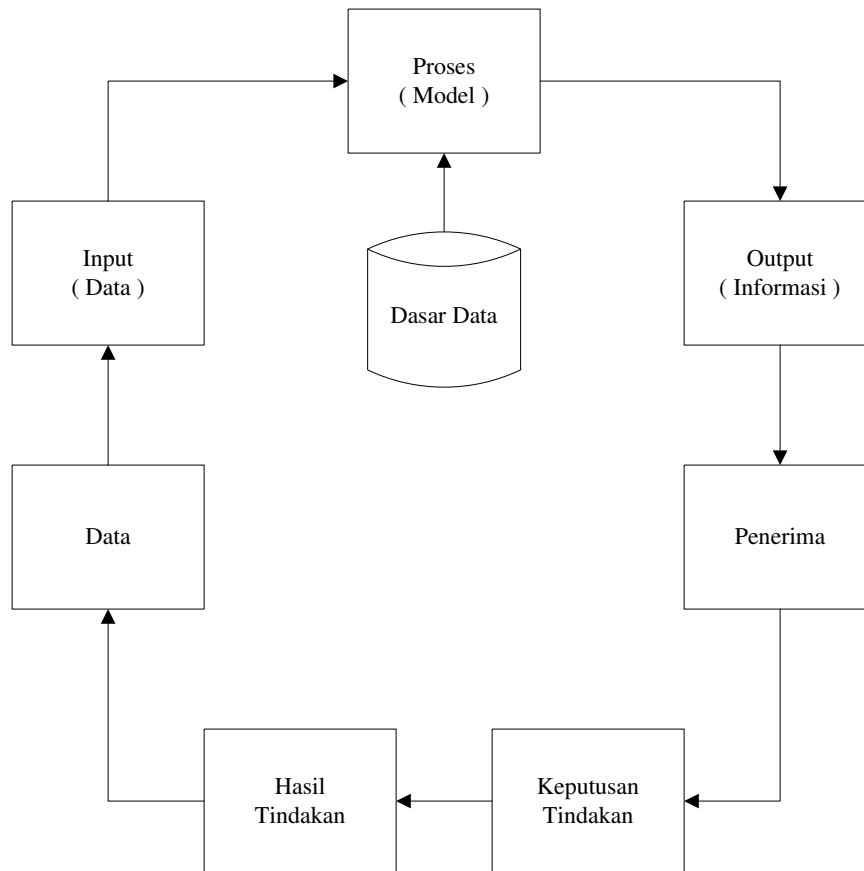 Proses
( Model )
Input
( Data )
Output
( Informasi )
Dasar Data
Data
Penerima
Hasil
Tindakan
Keputusan
Tindakan